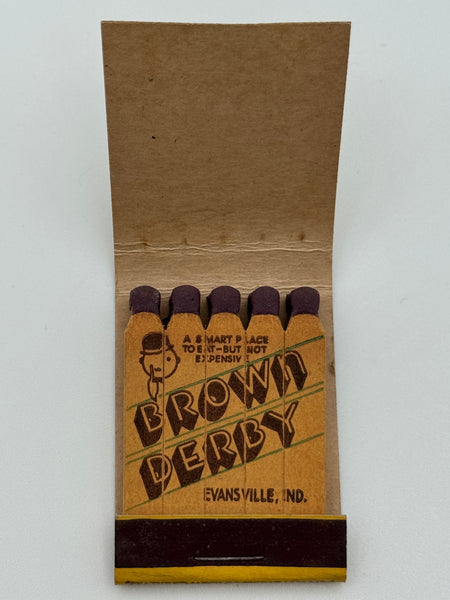 A SMART PLACE
TO EAT-BUT NOT
EXPENSIVE
BROWN
DERBY
EVANSVILLE, IND.